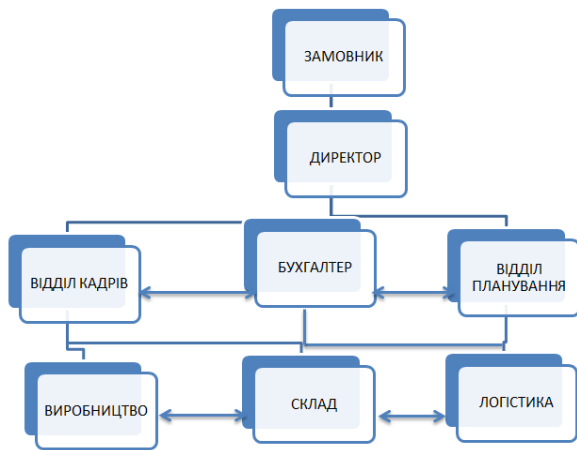 ЗАМОВНИК
ДИРЕКТОР
ВІДДІЛ КАДРІВ
БУХГАЛТЕР
ВІДДІЛ
ПЛАНУВАННЯ
ВИРОБНИЦТВО
СКЛАД
ЛОГІСТИКА